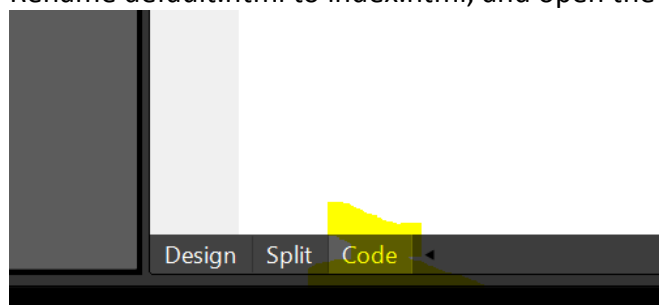 Rename default.html to index.html, and open the
Design Split Code